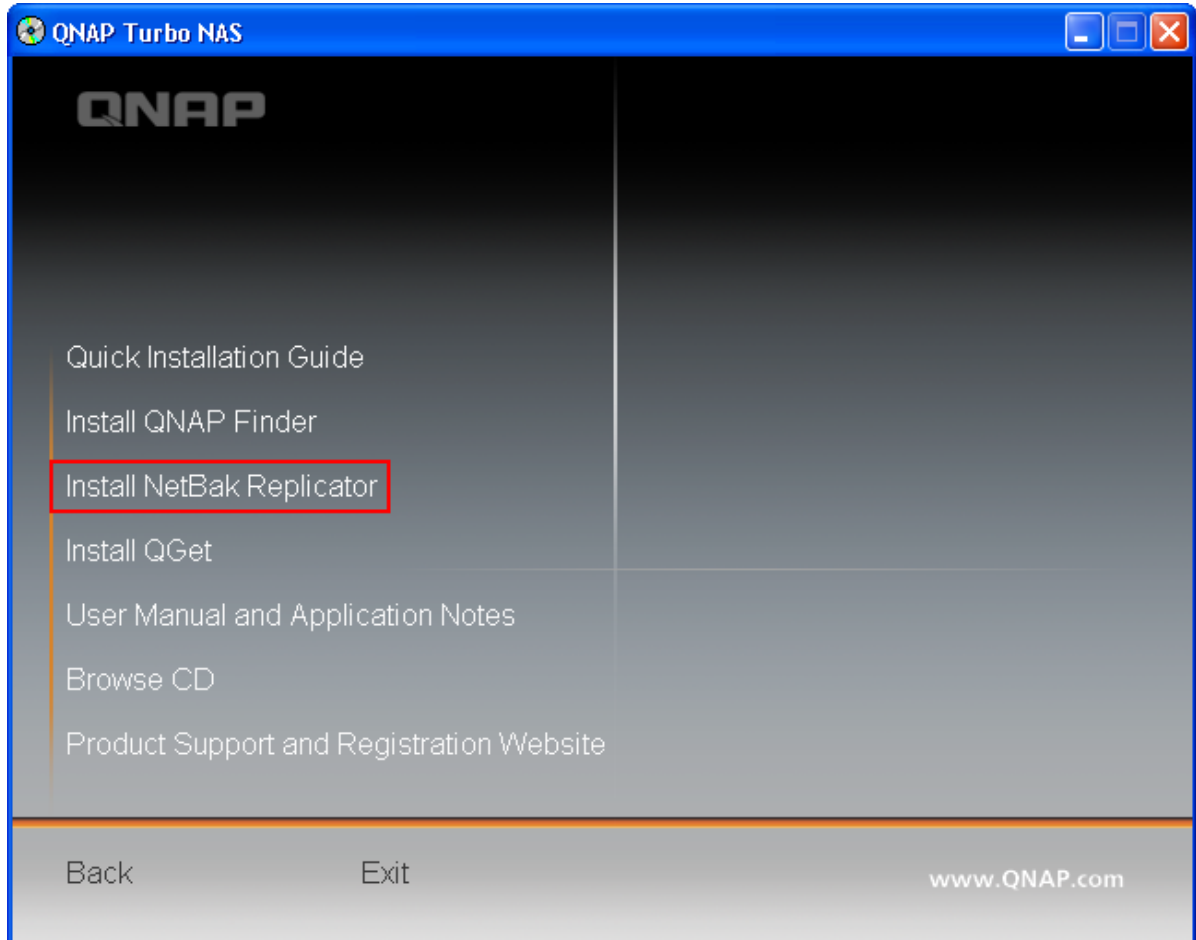 QNAP Turbo NAS
QNAP
Quick Installation Guide
Install QNAP Finder
Install NetBak Replicator
Install QGet
User Manual and Application Notes
Browse CD
Product Support and Registration Website
Back
Exit
www.QNAP.com